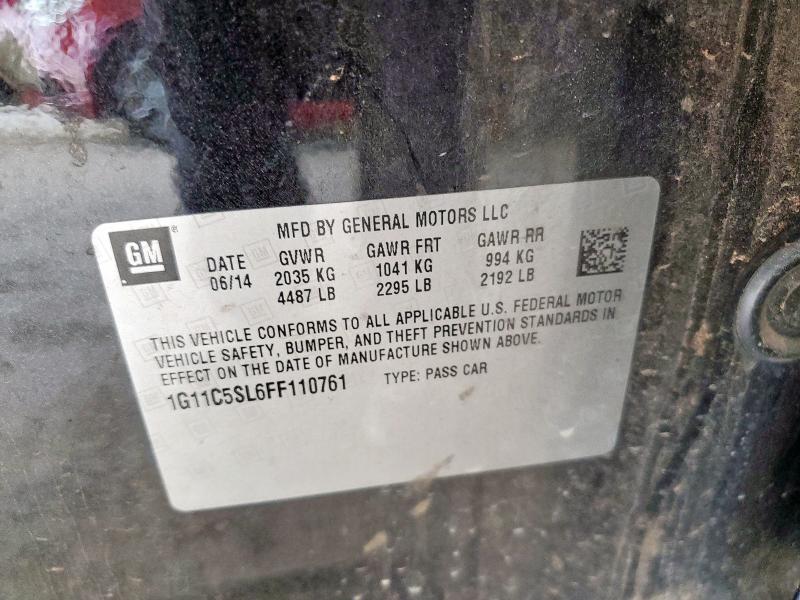 MFD BY GENERAL MOTORS LLC
GM ®
DATE GVWR GAWR FRT GAWR RR
06/14 2035 KG 1041 KG 994 KG
4487 LB 2295 LB 2192 LB
THIS VEHICLE CONFORMS TO ALL APPLICABLE U.S. FEDERAL MOTOR
VEHICLE SAFETY, BUMPER, AND THEFT PREVENTION STANDARDS IN
EFFECT ON THE DATE OF MANUFACTURE SHOWN ABOVE.
1G11C5SL6FF110761 TYPE: PASS CAR